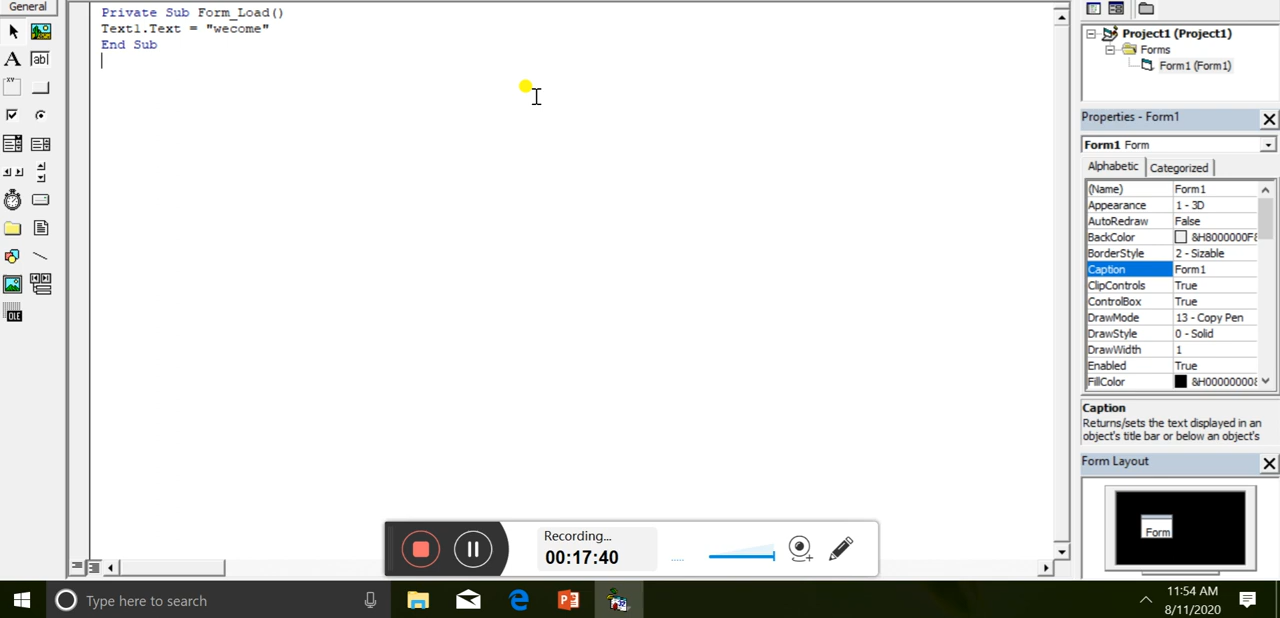 General
Private Sub Form_Load()
Text1.Text = "wecome"
End Sub
Project1 (Project1)
Forms
Form1 (Form1)
Properties - Form1
Form1 Form
Alphabetic Categorized
(Name) Form1
Appearance 1 - 3D
AutoRedraw False
BackColor &H8000000F&
BorderStyle 2 - Sizable
Caption Form1
ClipControls True
ControlBox True
DrawMode 13 - Copy Pen
DrawStyle 0 - Solid
DrawWidth 1
Enabled True
FillColor &H00000000&
Caption
Returns/sets the text displayed in an
object's title bar or below an object's
Form Layout
Form
Recording...
00:17:40
Type here to search
11:54 AM
8/11/2020